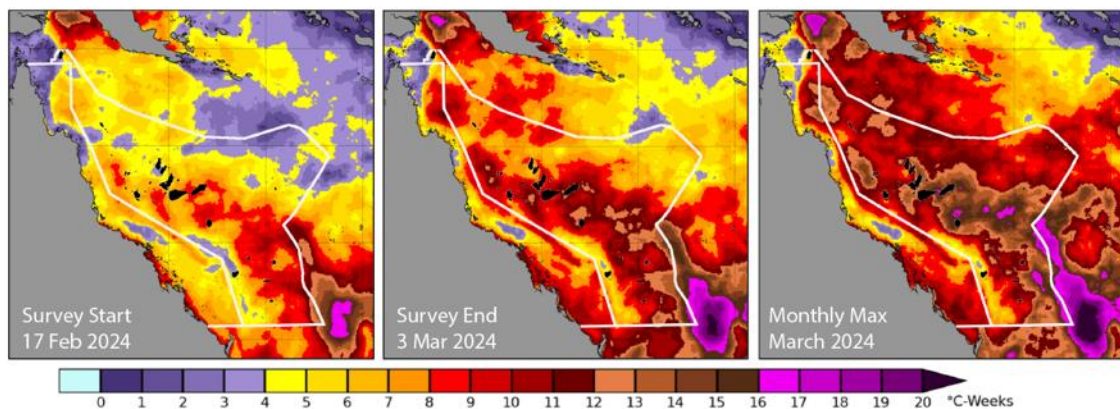 Survey Start
17 Feb 2024
Survey End
3 Mar 2024
Monthly Max
March 2024
0 1 2 3 4 5 6 7 8 9 10 11 12 13 14 15 16 17 18 19 20 °C-Weeks